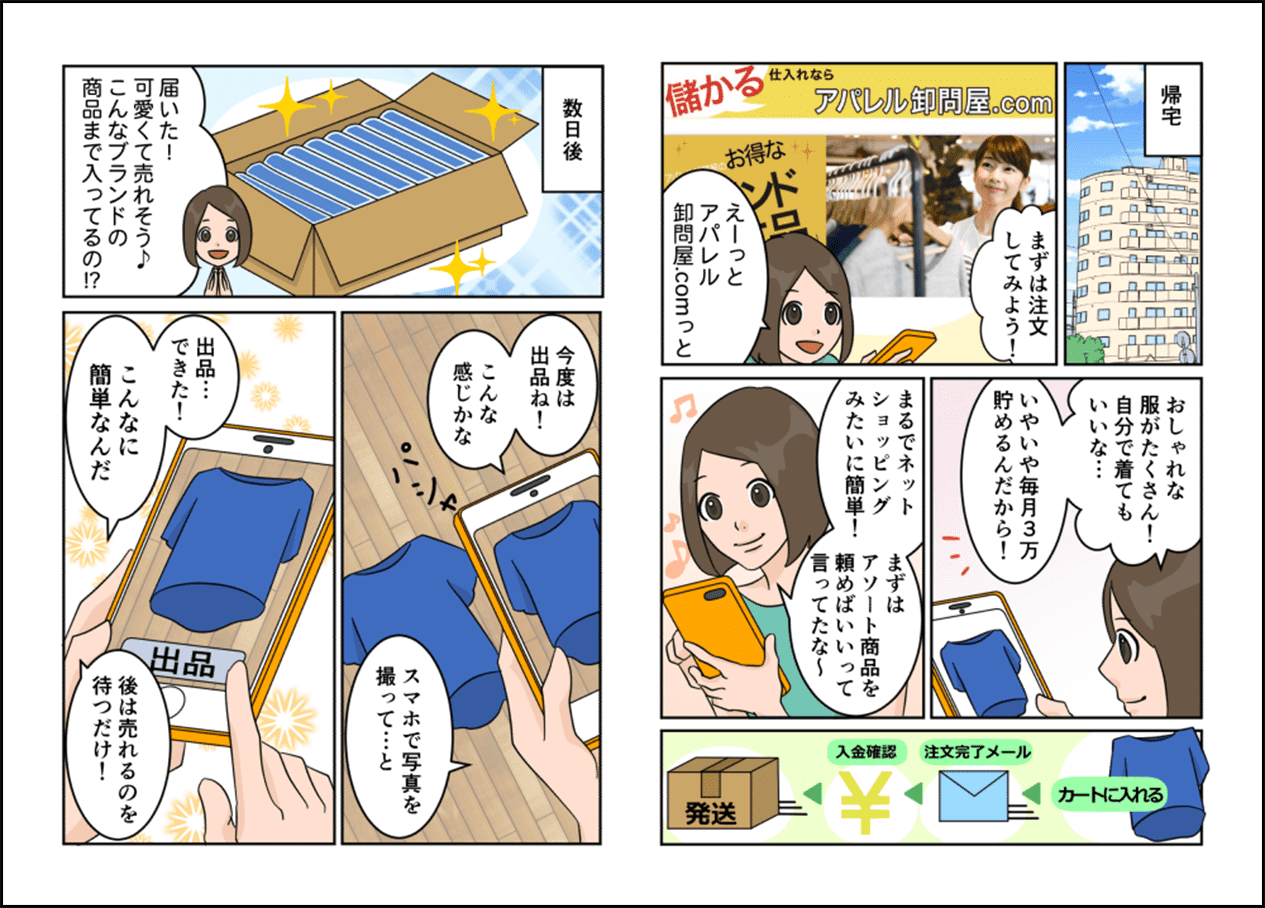 帰宅
儲かる
仕入れなら
アパレル卸問屋.com
お得な
ンド
まずは注文
してみよう！
えーっと
アパレル
卸問屋.comっと
おしゃれな
服がたくさん！
自分で着ても
いいな…
いやいや毎月３万
貯めるんだから！
まるでネット
ショッピング
みたいに簡単！
まずは
アソート商品を
頼めばいいって
言ってたな～
カートに入れる
注文完了メール
入金確認
¥
発送
数日後
届いた！
可愛くて売れそう♪
こんなブランドの
商品まで入ってるの!?
今度は
出品ね！
こんな
感じかな
パシャ
スマホで写真を
撮って…と
出品…
できた！
こんなに
簡単なんだ
出品
後は売れるのを
待つだけ！